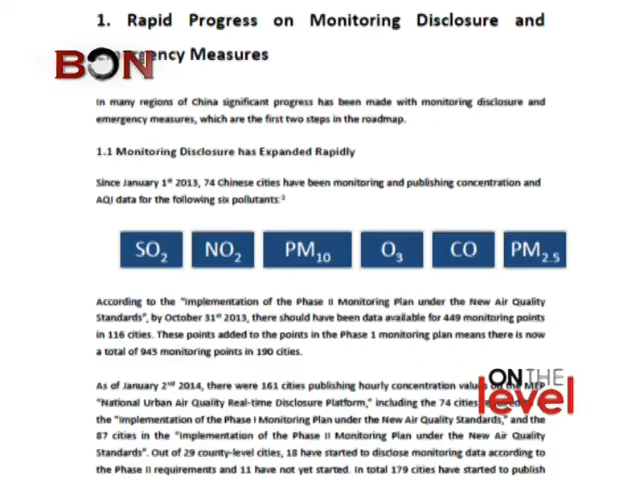 1. Rapid Progress on Monitoring Disclosure and
Emergency Measures
BON
In many regions of China significant progress has been made with monitoring disclosure and
emergency measures, which are the first two steps in the roadmap.
1.1 Monitoring Disclosure has Expanded Rapidly
Since January 1st 2013, 74 Chinese cities have been monitoring and publishing concentration and
AQI data for the following six pollutants:3
SO2 NO2 PM10 O3 CO PM2.5
According to the "Implementation of the Phase II Monitoring Plan under the New Air Quality
Standards", by October 31st 2013, there should have been data available for 449 monitoring points
in 116 cities. These points added to the points in the Phase 1 monitoring plan means there is now
a total of 945 monitoring points in 190 cities.
As of January 2nd 2014, there were 161 cities publishing hourly concentration values on the MEP
"National Urban Air Quality Real-time Disclosure Platform," including the 74 cities
the "Implementation of the Phase I Monitoring Plan under the New Air Quality Standards," and the
87 cities in the "Implementation of the Phase II Monitoring Plan under the New Air Quality
Standards". Out of 29 county-level cities, 18 have started to disclose monitoring data according to
the Phase II requirements and 11 have not yet started. In total 179 cities have started to publish
ON THE
level